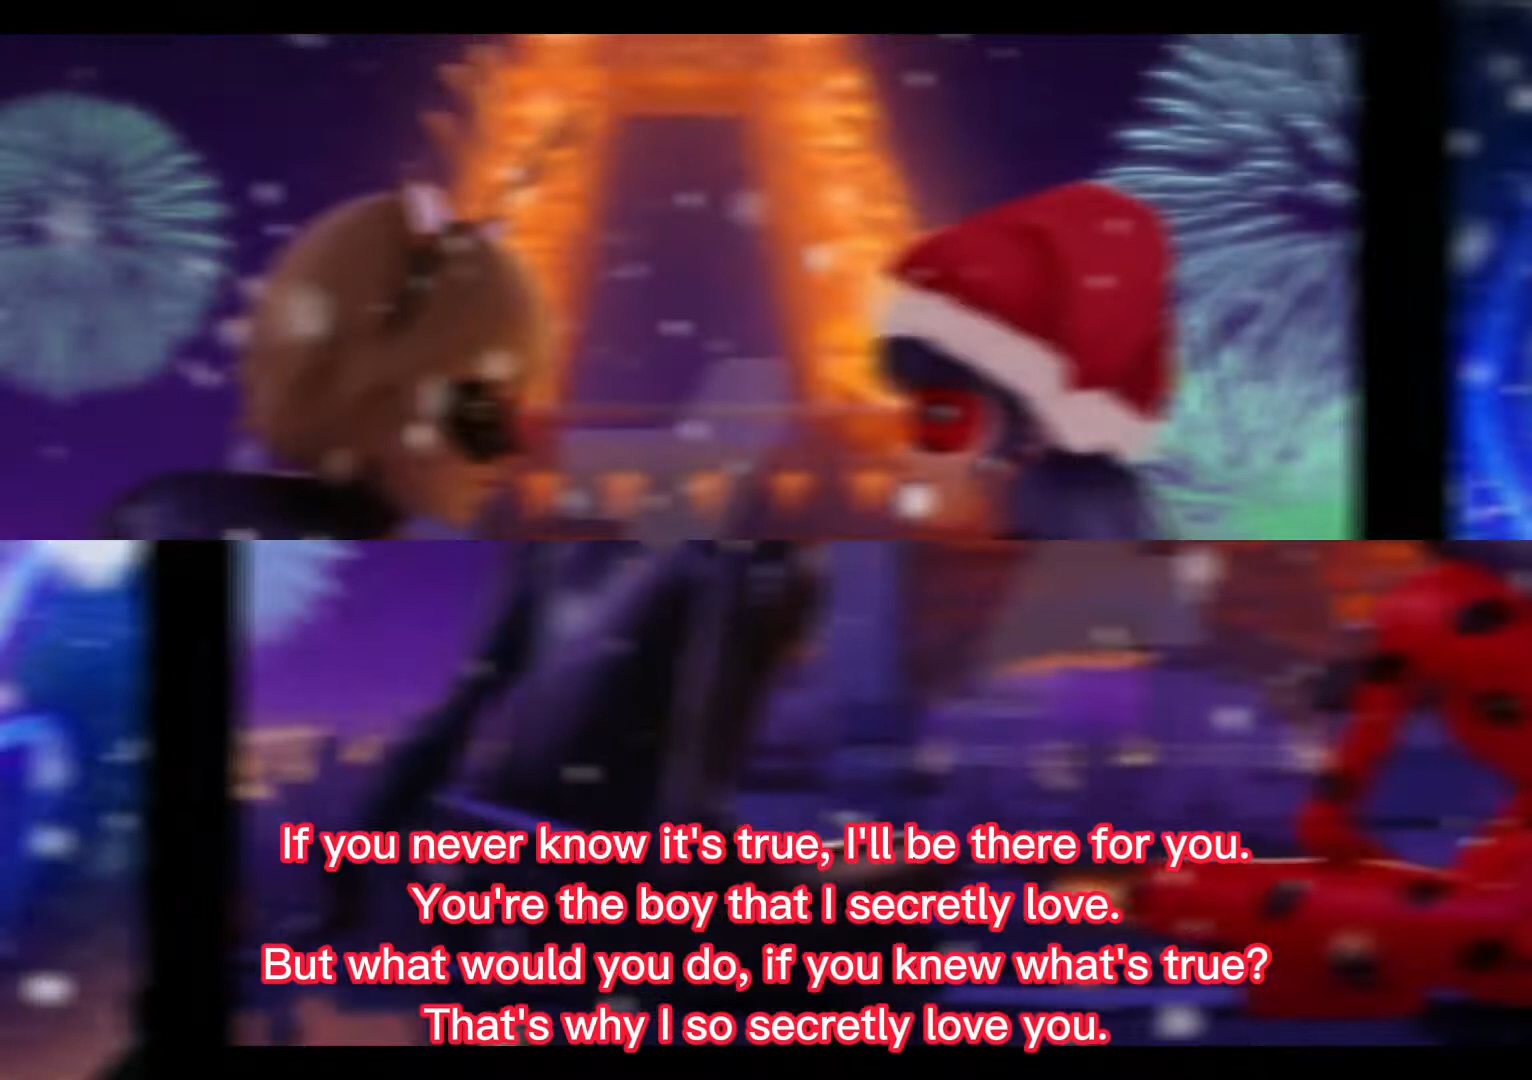 If you never know it's true, I'll be there for you.
You're the boy that I secretly love.
But what would you do, if you knew what's true?
That's why I so secretly love you.